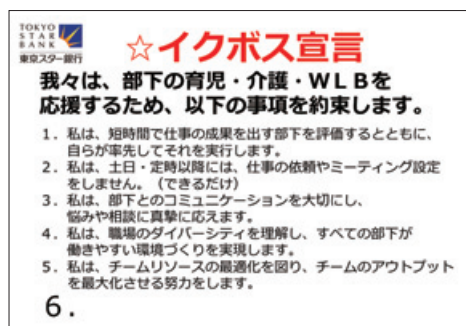 TOKYO
STAR
BANK
東京スター銀行
☆イクボス宣言
我々は、部下の育児・介護・WLBを
応援するため、以下の事項を約束します。
1.私は、短時間で仕事の成果を出す部下を評価するとともに、
自らが率先してそれを実行します。
2.私は、土日・定時以降には、仕事の依頼やミーティング設定
をしません。(できるだけ)
3.私は、部下とのコミュニケーションを大切にし、
悩みや相談に真摯に応えます。
4.私は、職場のダイバーシティを理解し、すべての部下が
働きやすい環境づくりを実現します。
5.私は、チームリソースの最適化を図り、チームのアウトプット
を最大化させる努力をします。
6.